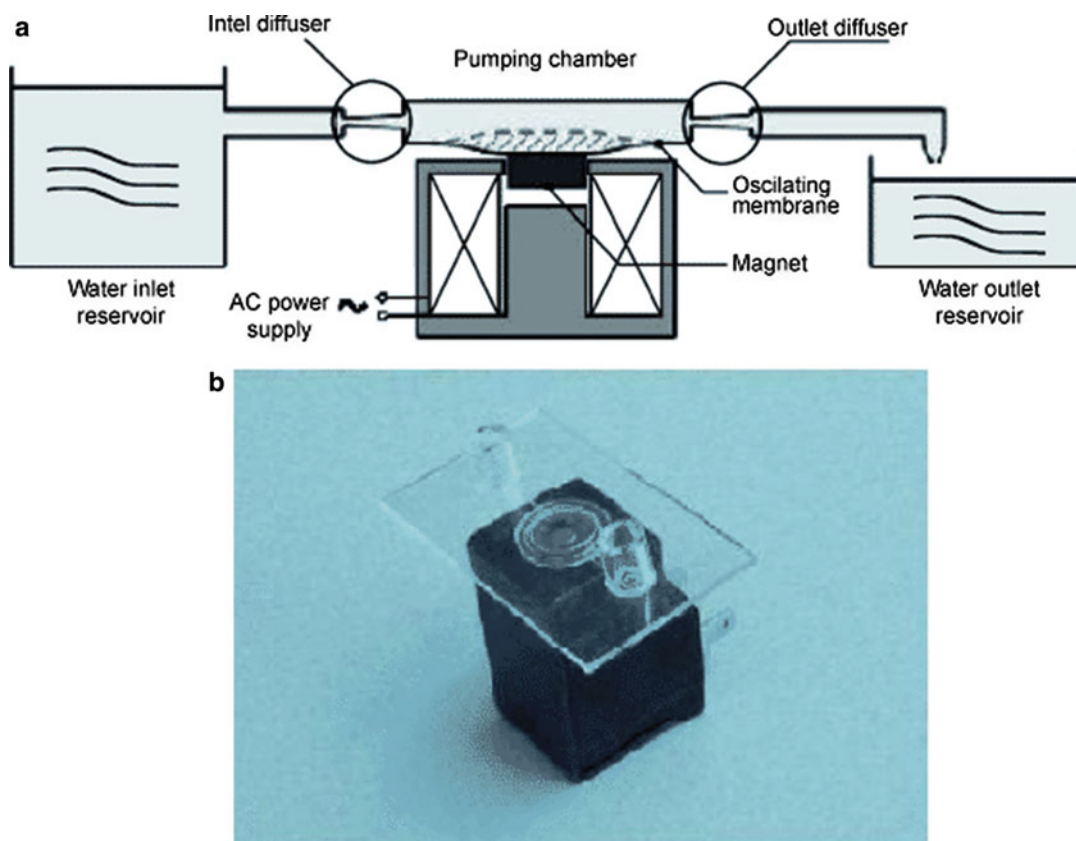 a
Intel diffuser
Outlet diffuser
Pumping chamber
Oscilating
membrane
Magnet
Water inlet
reservoir
AC power
supply
Water outlet
reservoir
b